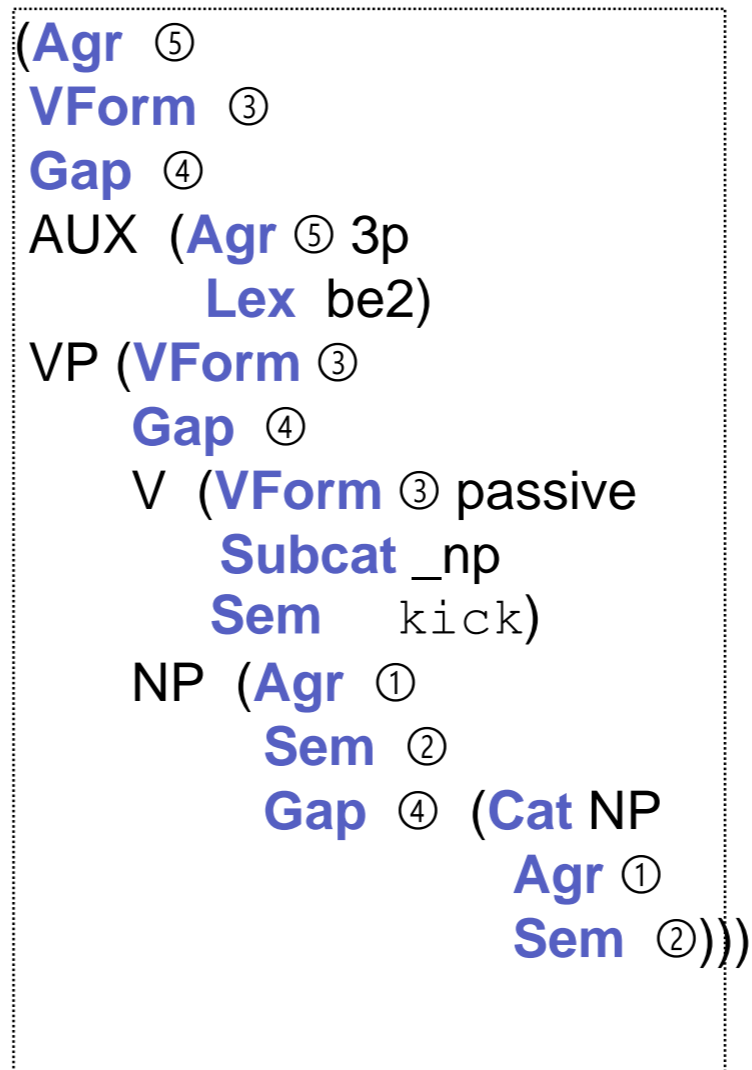 (Agr ⑤
VForm ③
Gap ④
AUX (Agr ⑤ 3p
Lex be2)
VP (VForm ③
Gap ④
V (VForm ③ passive
Subcat _np
Sem kick)
NP (Agr ①
Sem ②
Gap ④ (Cat NP
Agr ①
Sem ②)))